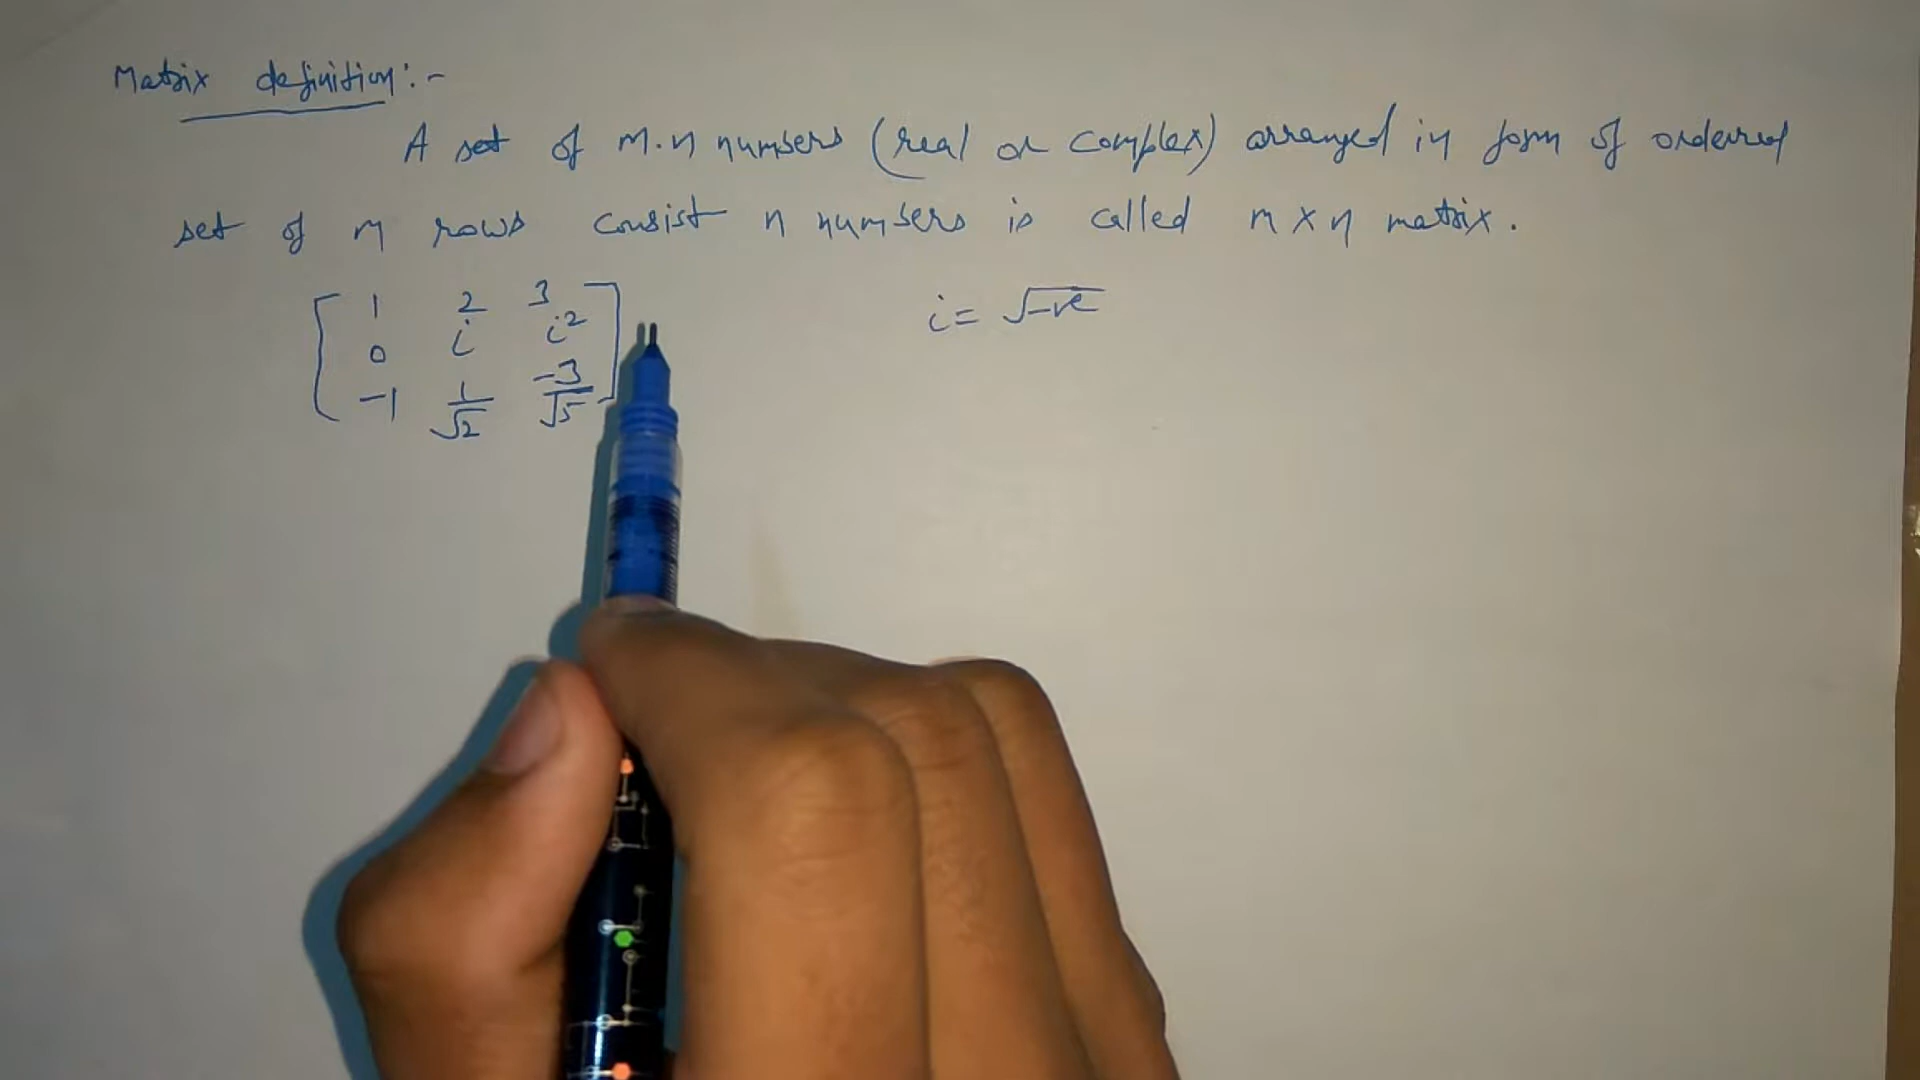 Matrix definition:-
A set of m.n numbers (real or complex) arranged in form of ordered
set of m rows consist n numbers is called m x n matrix.
1 2 3
0 i i²
-1 1/√2 -3/√5
i = √-ve